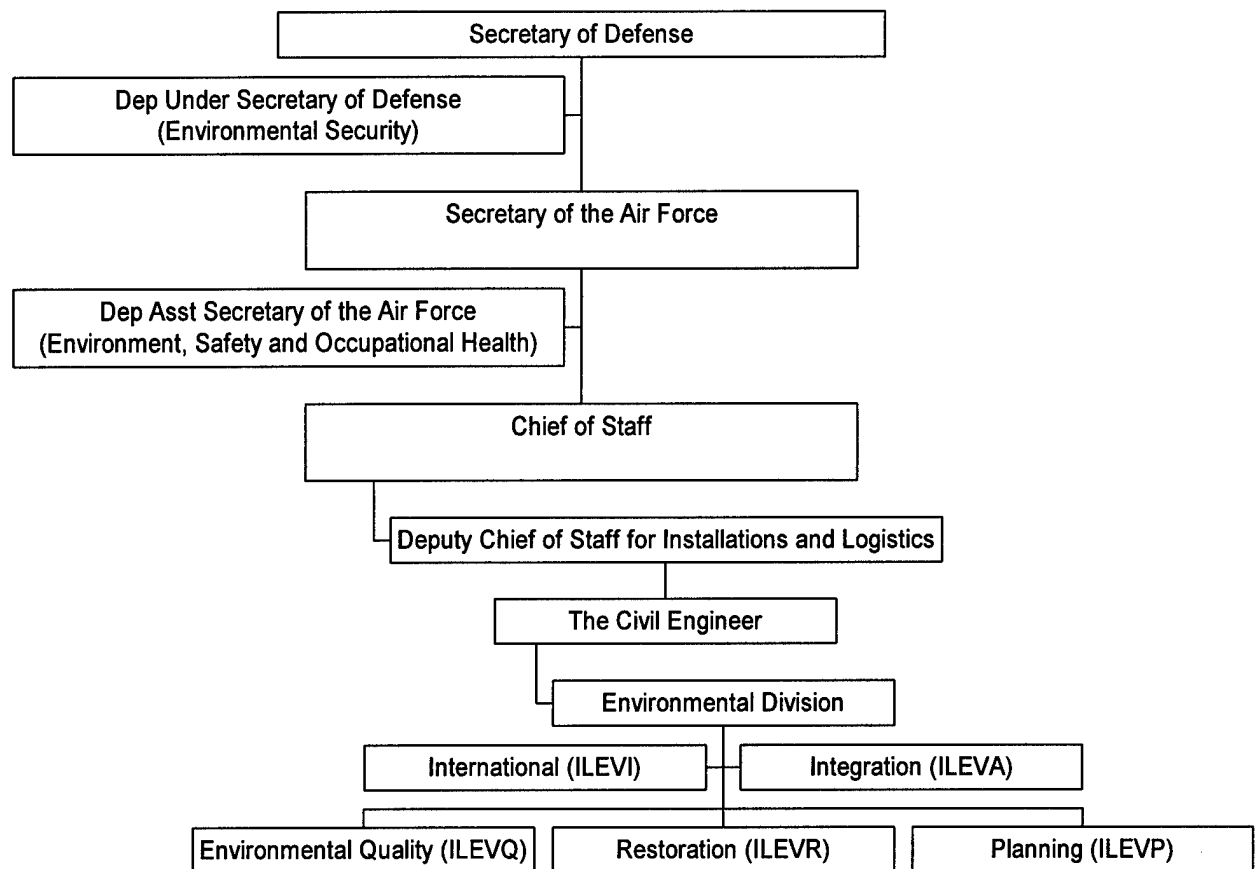 Secretary of Defense
Dep Under Secretary of Defense
(Environmental Security)
Secretary of the Air Force
Dep Asst Secretary of the Air Force
(Environment, Safety and Occupational Health)
Chief of Staff
Deputy Chief of Staff for Installations and Logistics
The Civil Engineer
Environmental Division
International (ILEVI)
Integration (ILEVA)
Environmental Quality (ILEVQ)
Restoration (ILEVR)
Planning (ILEVP)